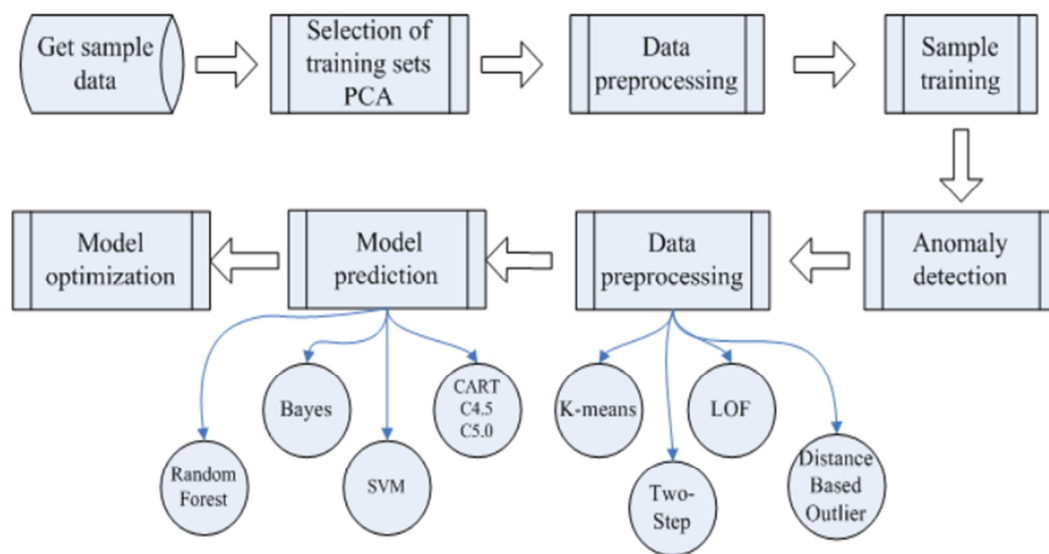 Get sample
data
Selection of
training sets
PCA
Data
preprocessing
Sample
training
Model
optimization
Model
prediction
Data
preprocessing
Anomaly
detection
Random
Forest
Bayes
SVM
CART
C4.5
C5.0
K-means
Two-
Step
LOF
Distance
Based
Outlier